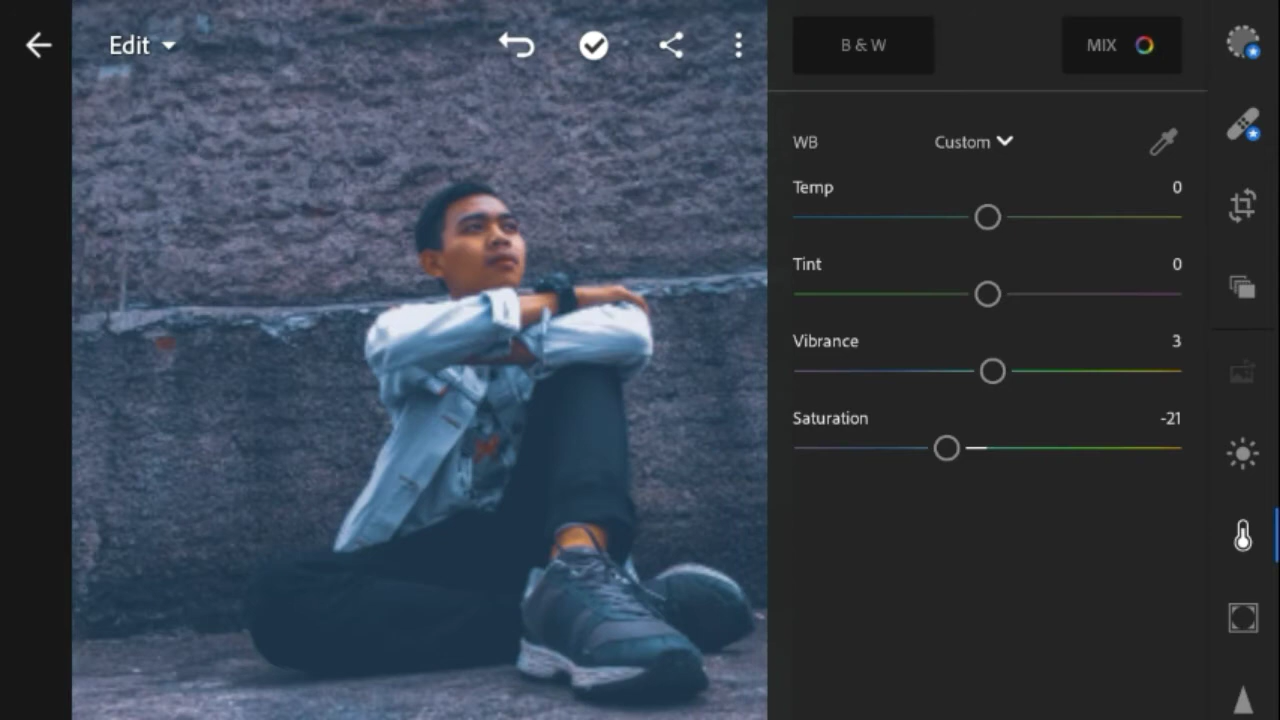 Edit
B & W
MIX
WB
Custom
Temp
0
Tint
0
Vibrance
3
Saturation
-21